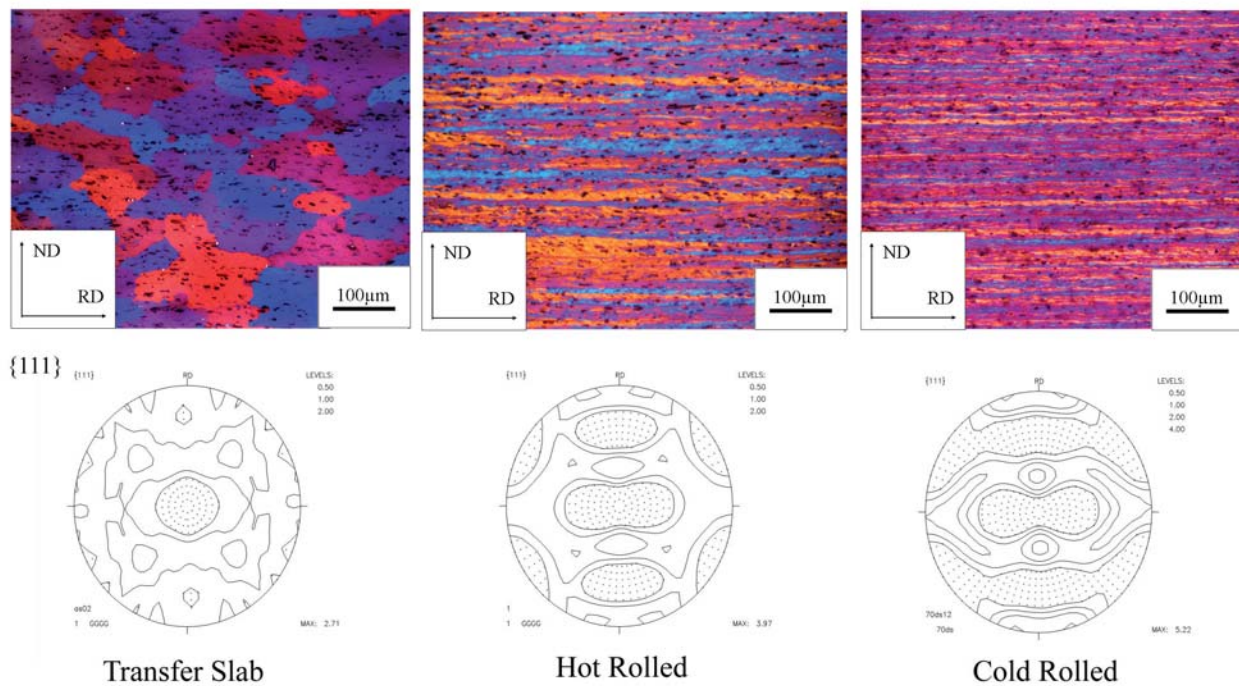 ND
RD
100μm
ND
RD
100μm
ND
RD
100μm
{111}
{111}
RD
LEVELS:
0.50
1.00
2.00
as02
1 GGGG
MAX: 2.71
{111}
RD
LEVELS:
0.50
1.00
2.00
1
1 GGGG
MAX: 3.97
{111}
RD
LEVELS:
0.50
1.00
2.00
4.00
70ds12
70ds
MAX: 5.22
Transfer Slab
Hot Rolled
Cold Rolled